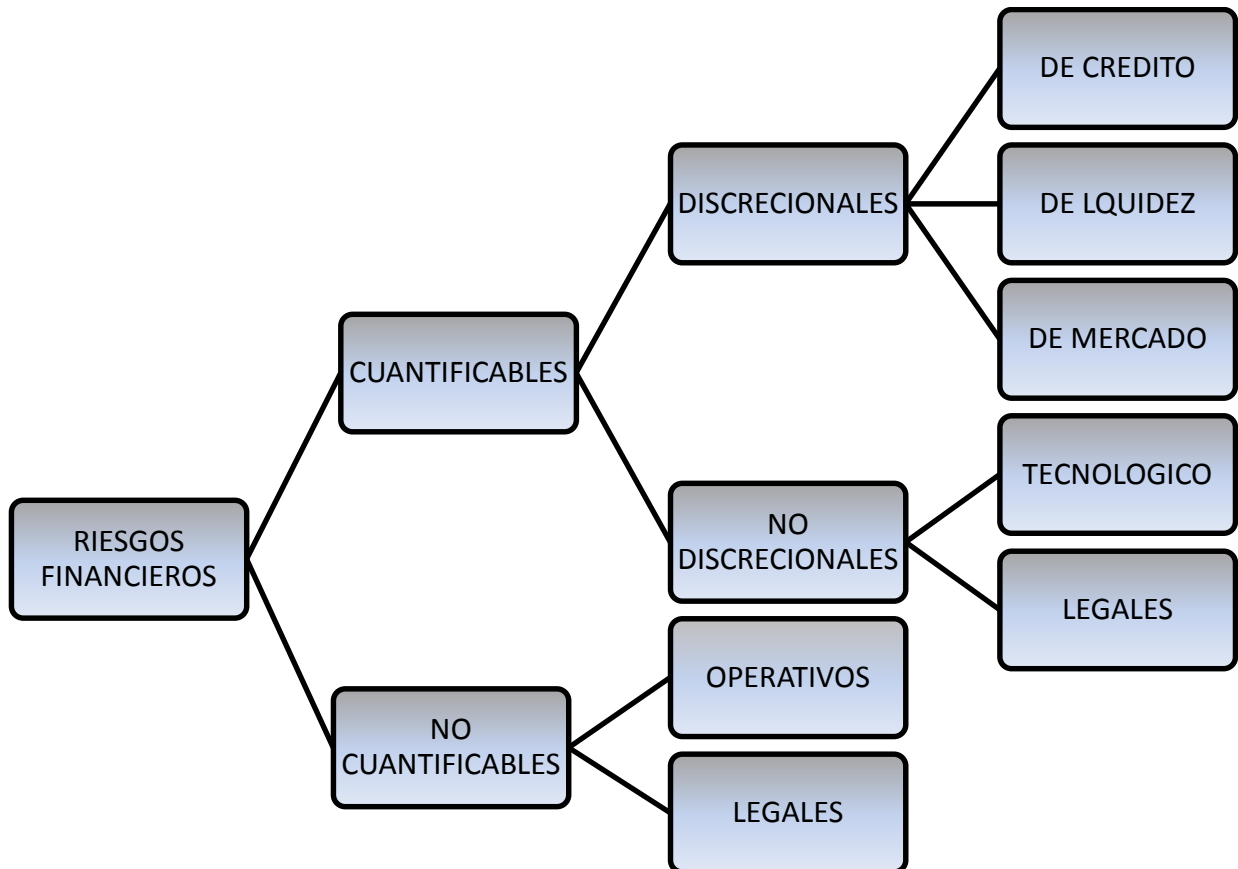 RIESGOS
FINANCIEROS
CUANTIFICABLES
DISCRECIONALES
DE CREDITO
DE LQUIDEZ
DE MERCADO
NO
DISCRECIONALES
TECNOLOGICO
LEGALES
NO
CUANTIFICABLES
OPERATIVOS
LEGALES